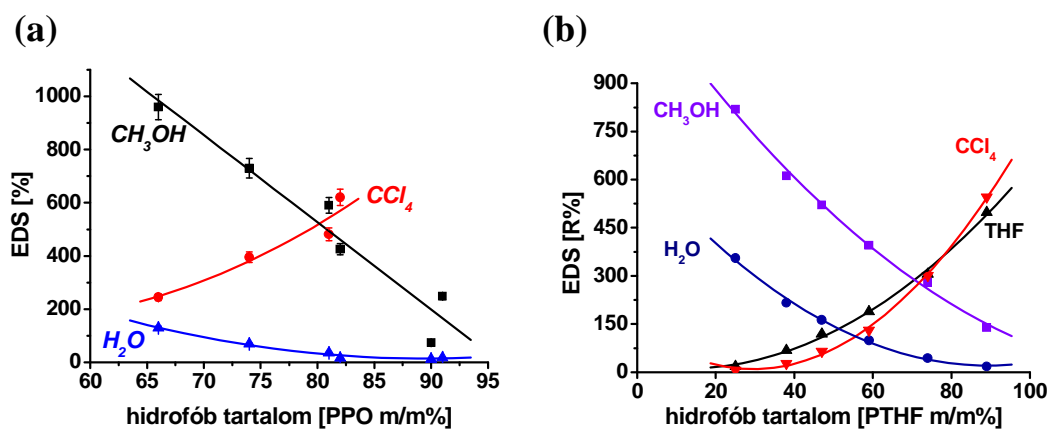 (a)
EDS [%]
1000
800
600
400
200
0
CH₃OH
CCl₄
H₂O
60 65 70 75 80 85 90 95
hidrofób tartalom [PPO m/m%]
(b)
EDS [R%]
900
750
600
450
300
150
0
CH₃OH
CCl₄
THF
H₂O
0 20 40 60 80 100
hidrofób tartalom [PTHF m/m%]